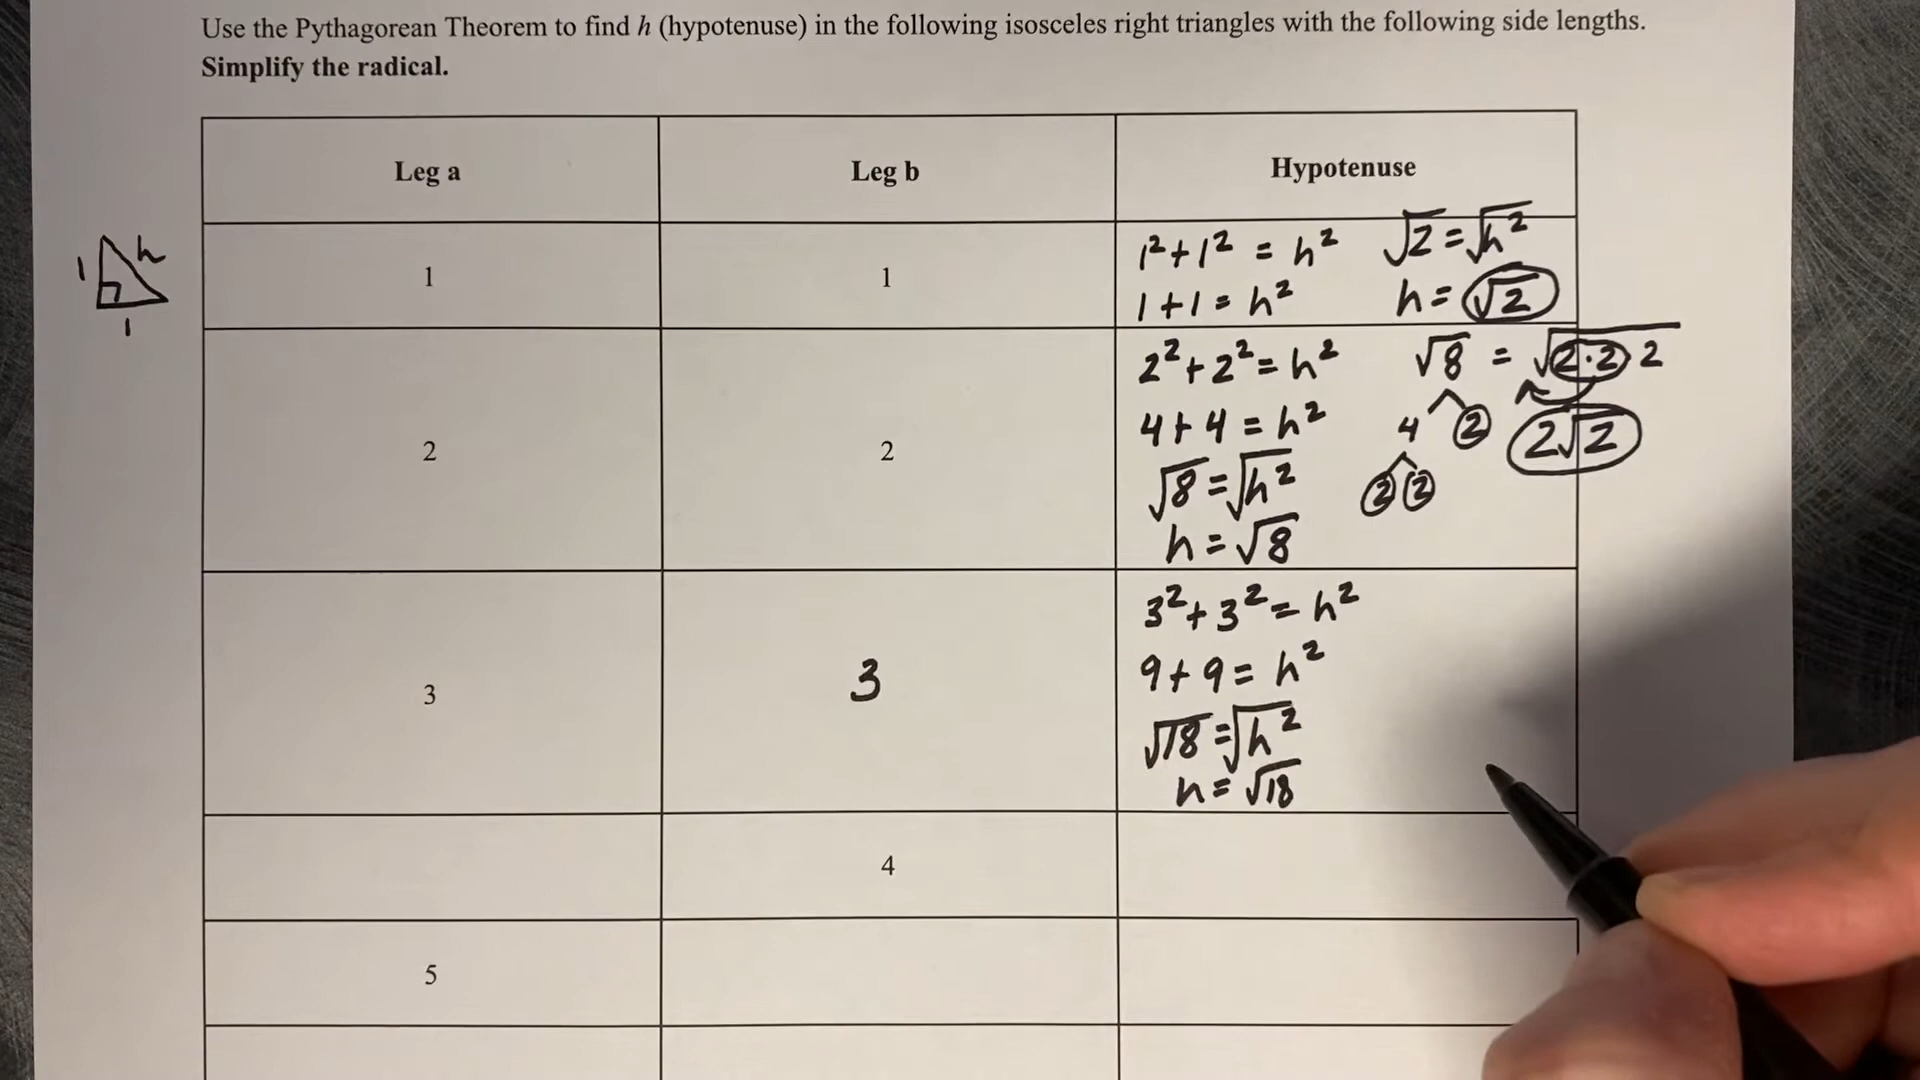 Use the Pythagorean Theorem to find h (hypotenuse) in the following isosceles right triangles with the following side lengths.
Simplify the radical.
Leg a
Leg b
Hypotenuse
1
h
1
1
1
1² + 1² = h²
√2 = √h²
1 + 1 = h²
h = √2
2
2
2² + 2² = h²
√8 = √2·2 2
4 + 4 = h²
4 2
2√2
√8 = √h²
2 2
h = √8
3
3
3² + 3² = h²
9 + 9 = h²
√18 = √h²
h = √18
4
5